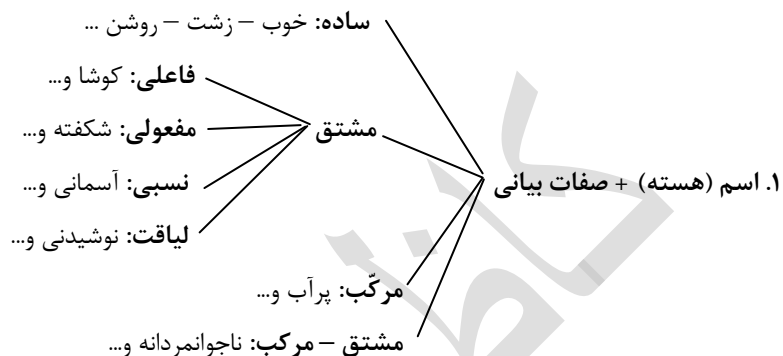 ساده: خوب – زشت – روشن ...
فاعلی: کوشا و...
مشتق
مفعولی: شکفته و...
۱. اسم (هسته) + صفات بیانی
نسبی: آسمانی و...
لیاقت: نوشیدنی و...
مرکّب: پرآب و...
مشتق – مرکب: ناجوانمردانه و...